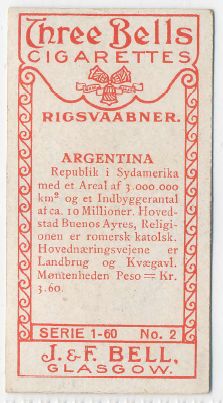 Three Bells
CIGARETTES
RIGSVAABNER.
ARGENTINA
Republik i Sydamerika
med et Areal af 3.000.000
km² og et Indbyggerantal
af ca. 10 Millioner. Hoved-
stad Buenos Ayres, Religi-
onen er romersk katolsk.
Hovednæringsvejene er
Landbrug og Kvægavl.
Møntenheden Peso = Kr.
3.60.
SERIE 1-60 No. 2
J. & F. BELL,
GLASGOW.